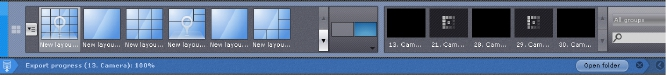 All groups
New layou... New layou... New layou... New layou... New layou... New layou...
13. Cam... 21. Cam... 28. Cam... 29. Cam... 30. Cam...
Export progress (13. Camera): 100%
Open folder